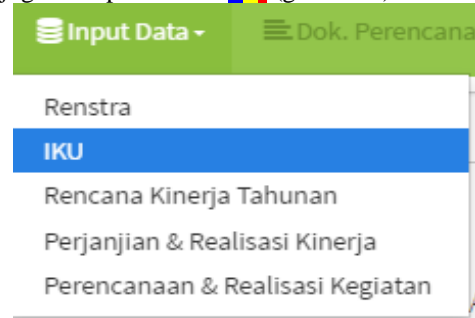 Input Data
Dok. Perencana
Renstra
IKU
Rencana Kinerja Tahunan
Perjanjian & Realisasi Kinerja
Perencanaan & Realisasi Kegiatan